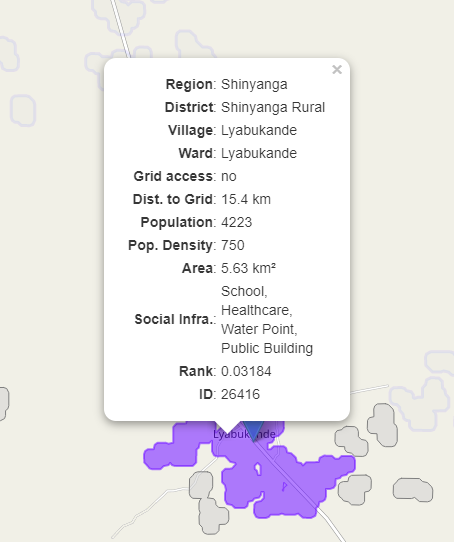 ×
Region: Shinyanga
District: Shinyanga Rural
Village: Lyabukande
Ward: Lyabukande
Grid access: no
Dist. to Grid: 15.4 km
Population: 4223
Pop. Density: 750
Area: 5.63 km²
Social Infra.: School,
Healthcare,
Water Point,
Public Building
Rank: 0.03184
ID: 26416
Lyabukande